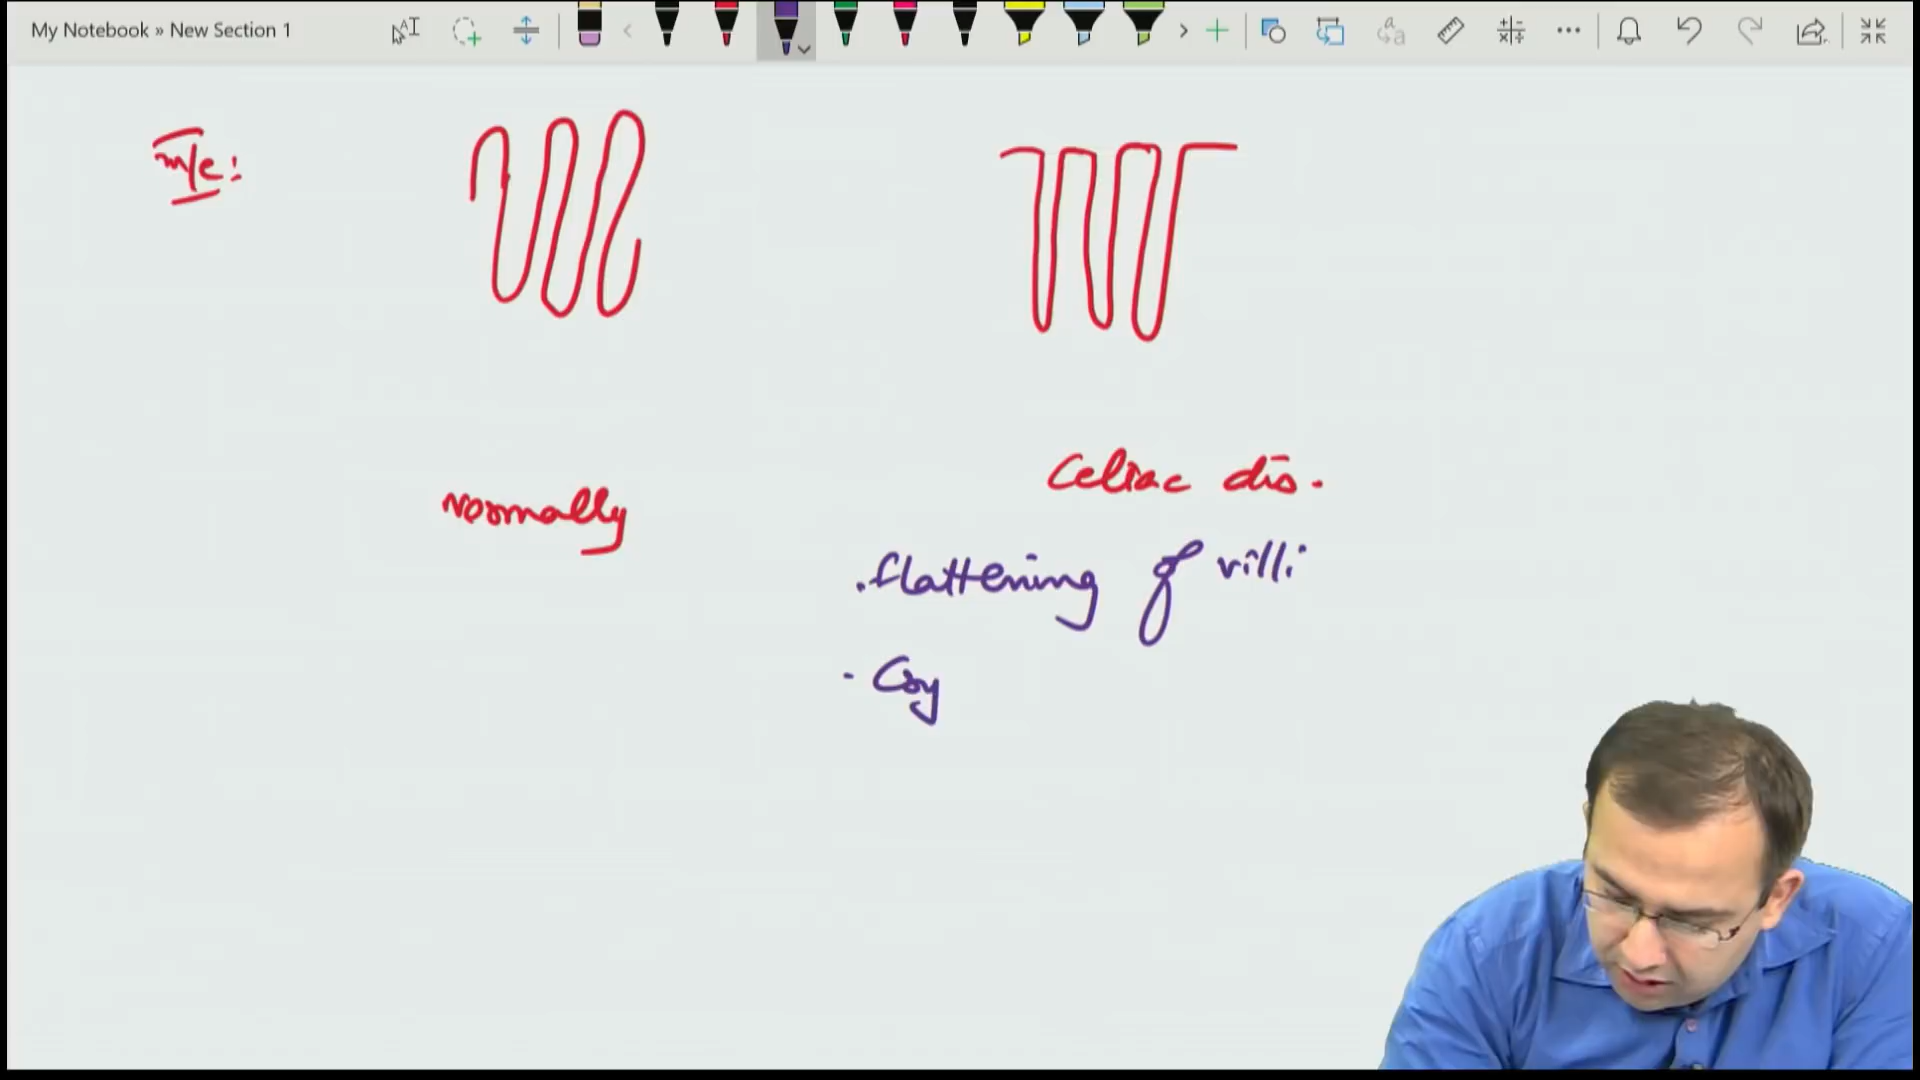 My Notebook » New Section 1
m/e:
normally
Celiac dis.
. flattening of villi
. Cry